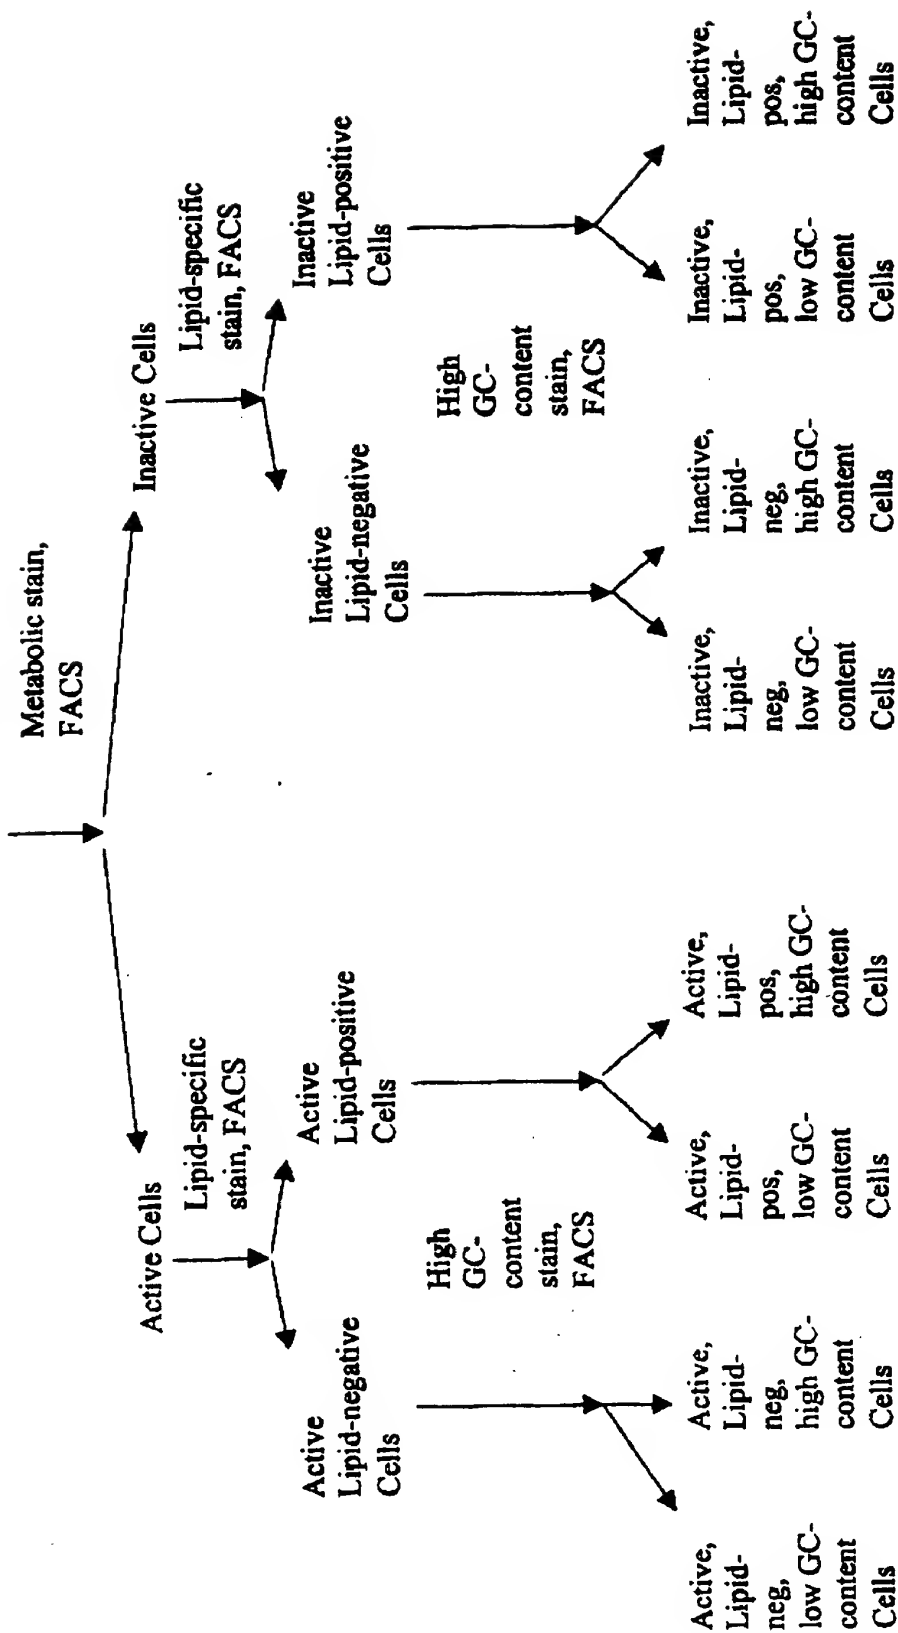 Metabolic stain,
FACS
Active Cells
Inactive Cells
Lipid-specific
stain, FACS
Lipid-specific
stain, FACS
Active
Lipid-negative
Cells
Active
Lipid-positive
Cells
Inactive
Lipid-negative
Cells
Inactive
Lipid-positive
Cells
High
GC-
content
stain,
FACS
High
GC-
content
stain,
FACS
Active,
Lipid-
neg,
low GC-
content
Cells
Active,
Lipid-
neg,
high GC-
content
Cells
Active,
Lipid-
pos,
low GC-
content
Cells
Active,
Lipid-
pos,
high GC-
content
Cells
Inactive,
Lipid-
neg,
low GC-
content
Cells
Inactive,
Lipid-
neg,
high GC-
content
Cells
Inactive,
Lipid-
pos,
low GC-
content
Cells
Inactive,
Lipid-
pos,
high GC-
content
Cells